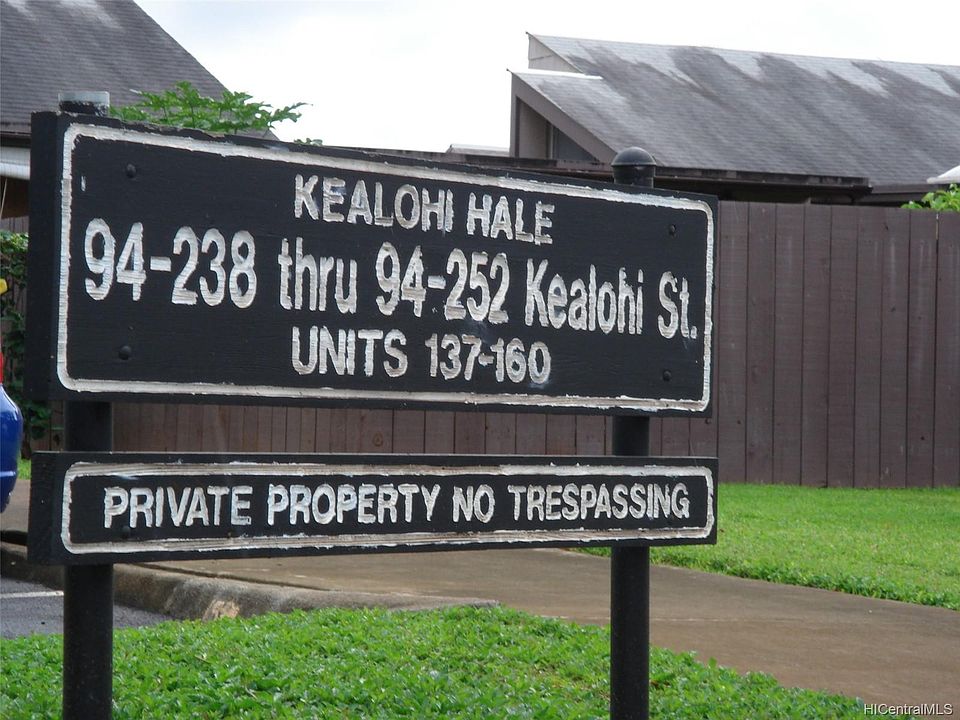 KEALOHI HALE
94-238 thru 94-252 Kealohi St.
UNITS 137-160
PRIVATE PROPERTY NO TRESPASSING
HICentralMLS